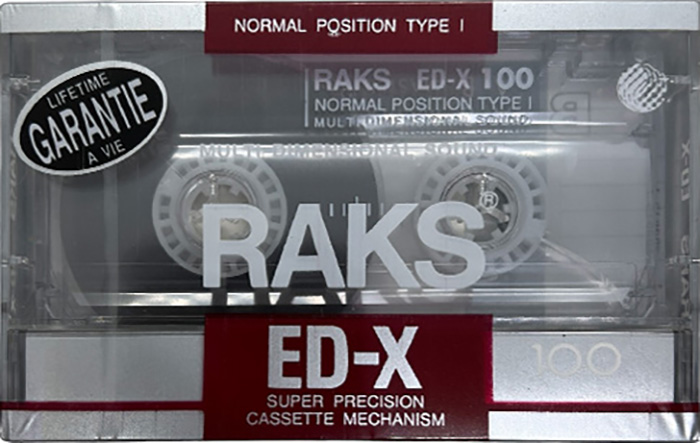 NORMAL POSITION TYPE I
LIFETIME
GARANTIE
A VIE
RAKS ED-X 100
NORMAL POSITION TYPE I
MULTI DIMENSIONAL SOUND
MULTI-DIMENSIONAL SOUND
RAKS®
ED-X
100
SUPER PRECISION
CASSETTE MECHANISM